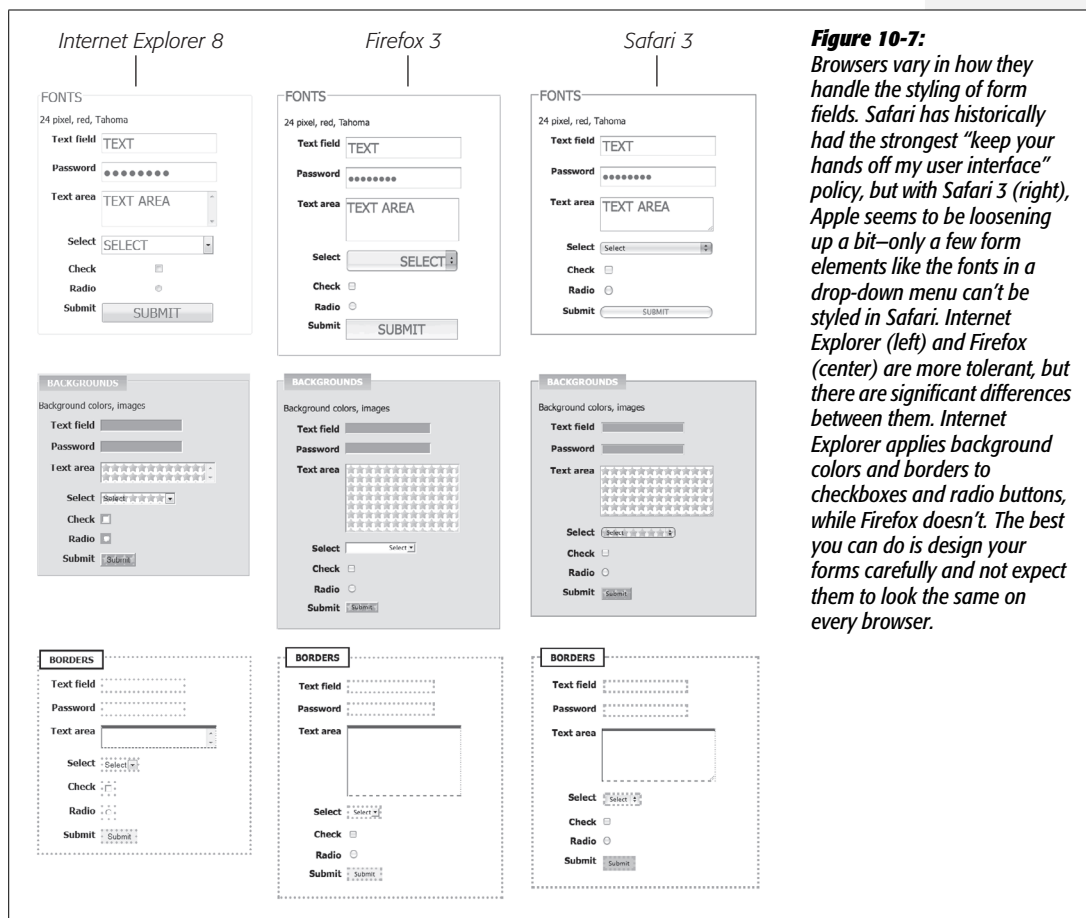 Internet Explorer 8
FONTS
24 pixel, red, Tahoma
Text field TEXT
Password
Text area TEXT AREA
Select SELECT
Check
Radio
Submit SUBMIT
BACKGROUNDS
Background colors, images
Text field
Password
Text area
Select Select
Check
Radio
Submit Submit
BORDERS
Text field
Password
Text area
Select Select
Check
Radio
Submit Submit
Firefox 3
FONTS
24 pixel, red, Tahoma
Text field TEXT
Password
Text area TEXT AREA
Select SELECT
Check
Radio
Submit SUBMIT
BACKGROUNDS
Background colors, images
Text field
Password
Text area
Select Select
Check
Radio
Submit Submit
BORDERS
Text field
Password
Text area
Select Select
Check
Radio
Submit Submit
Safari 3
FONTS
24 pixel, red, Tahoma
Text field TEXT
Password
Text area TEXT AREA
Select Select
Check
Radio
Submit SUBMIT
BACKGROUNDS
Background colors, images
Text field
Password
Text area
Select Select
Check
Radio
Submit Submit
BORDERS
Text field
Password
Text area
Select Select
Check
Radio
Submit Submit
Figure 10-7:
Browsers vary in how they
handle the styling of form
fields. Safari has historically
had the strongest “keep your
hands off my user interface”
policy, but with Safari 3 (right),
Apple seems to be loosening
up a bit—only a few form
elements like the fonts in a
drop-down menu can’t be
styled in Safari. Internet
Explorer (left) and Firefox
(center) are more tolerant, but
there are significant differences
between them. Internet
Explorer applies background
colors and borders to
checkboxes and radio buttons,
while Firefox doesn’t. The best
you can do is design your
forms carefully and not expect
them to look the same on
every browser.